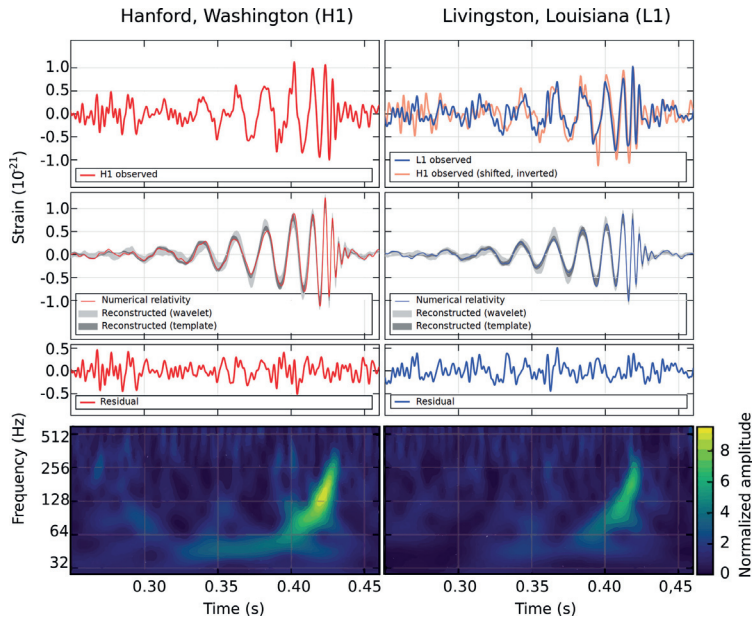 Hanford, Washington (H1)
Livingston, Louisiana (L1)
1.0
0.5
0.0
-0.5
-1.0
H1 observed
L1 observed
H1 observed (shifted, inverted)
Strain (10⁻²¹)
1.0
0.5
0.0
-0.5
-1.0
Numerical relativity
Reconstructed (wavelet)
Reconstructed (template)
Numerical relativity
Reconstructed (wavelet)
Reconstructed (template)
0.5
0.0
-0.5
Residual
Residual
Frequency (Hz)
512
256
128
64
32
8
6
4
2
0
Normalized amplitude
0.30
0.35
0.40
0.45
0.30
0.35
0.40
0,45
Time (s)
Time (s)